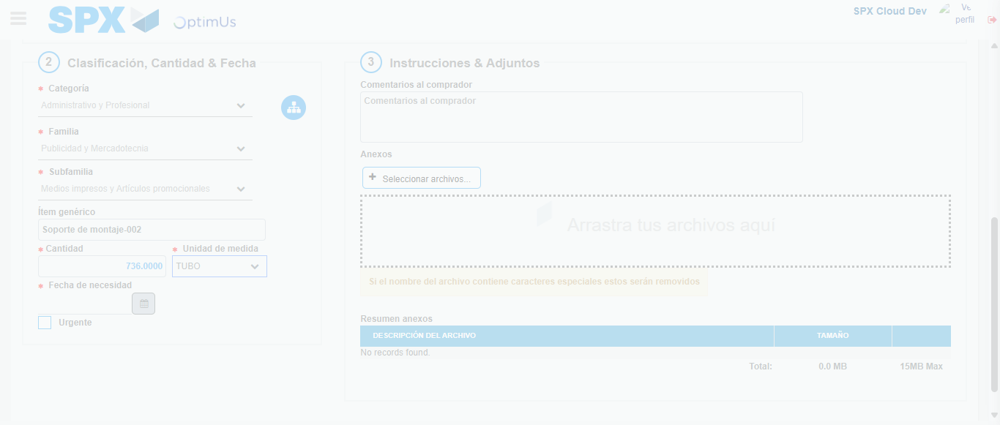 SPX
OptimUs
SPX Cloud Dev
Ve
perfil
2 Clasificación, Cantidad & Fecha
* Categoría
Administrativo y Profesional
* Familia
Publicidad y Mercadotecnia
* Subfamilia
Medios impresos y Artículos promocionales
Ítem genérico
Soporte de montaje-002
* Cantidad
* Unidad de medida
736.0000
TUBO
* Fecha de necesidad
Urgente
3 Instrucciones & Adjuntos
Comentarios al comprador
Comentarios al comprador
Anexos
+ Seleccionar archivos...
Arrastra tus archivos aquí
Si el nombre del archivo contiene caracteres especiales estos serán removidos
Resumen anexos
DESCRIPCIÓN DEL ARCHIVO TAMAÑO
No records found.
Total: 0.0 MB 15MB Max